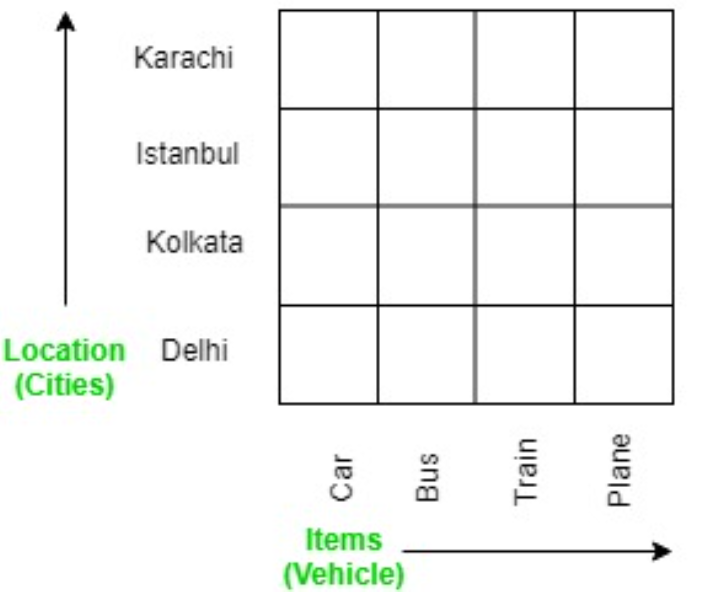 Karachi
Istanbul
Kolkata
Location
(Cities)
Delhi
Car
Bus
Train
Plane
Items
(Vehicle)